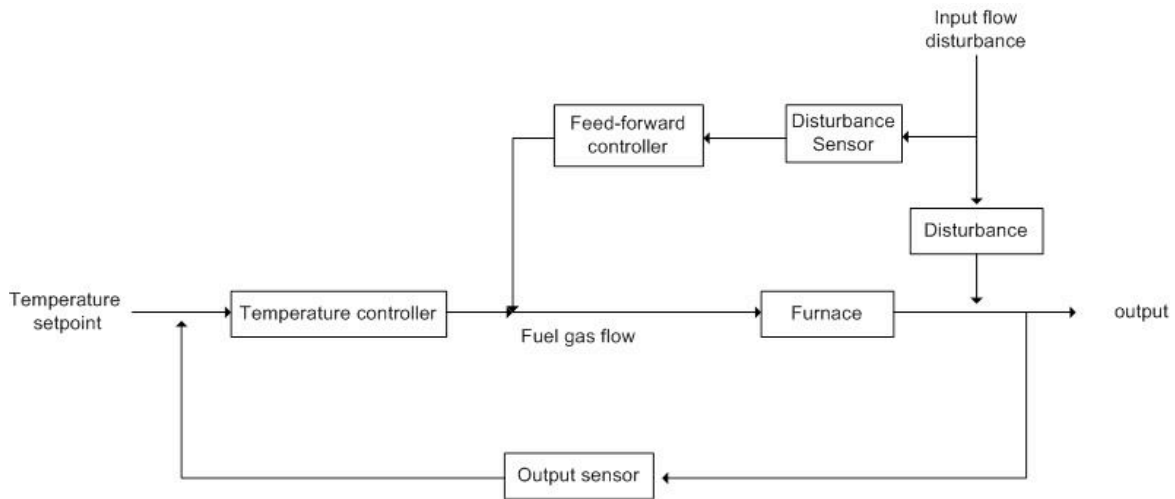 Input flow
disturbance
Feed-forward
controller
Disturbance
Sensor
Disturbance
Temperature
setpoint
Temperature controller
Fuel gas flow
Furnace
output
Output sensor